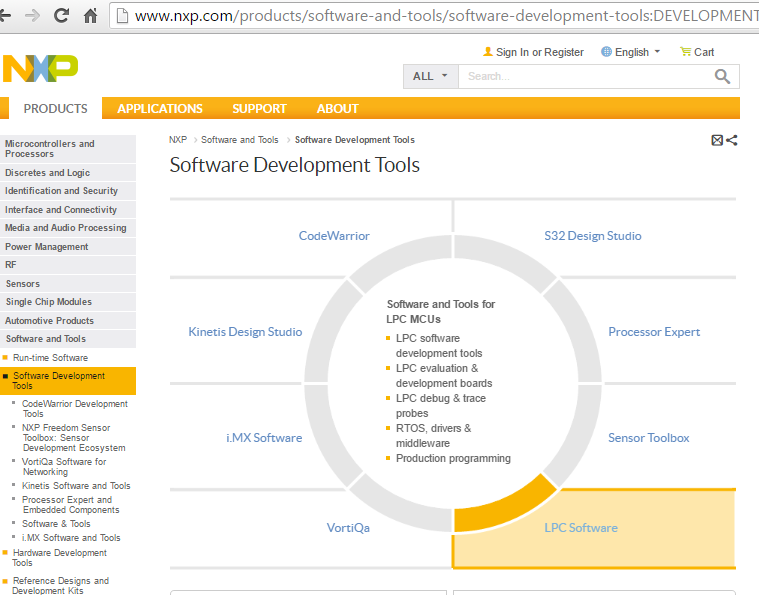 www.nxp.com/products/software-and-tools/software-development-tools:DEVELOPMENT
Sign In or Register
English
Cart
NXP
ALL
Search...
PRODUCTS
APPLICATIONS
SUPPORT
ABOUT
Microcontrollers and
Processors
Discretes and Logic
Identification and Security
Interface and Connectivity
Media and Audio Processing
Power Management
RF
Sensors
Single Chip Modules
Automotive Products
Software and Tools
Run-time Software
Software Development
Tools
CodeWarrior Development
Tools
NXP Freedom Sensor
Toolbox: Sensor
Development Ecosystem
VortiQa Software for
Networking
Kinetis Software and Tools
Processor Expert and
Embedded Components
Software & Tools
i.MX Software and Tools
Hardware Development
Tools
Reference Designs and
Development Kits
NXP > Software and Tools > Software Development Tools
Software Development Tools
CodeWarrior
S32 Design Studio
Kinetis Design Studio
Processor Expert
i.MX Software
Sensor Toolbox
VortiQa
LPC Software
Software and Tools for
LPC MCUs
LPC software
development tools
LPC evaluation &
development boards
LPC debug & trace
probes
RTOS, drivers &
middleware
Production programming